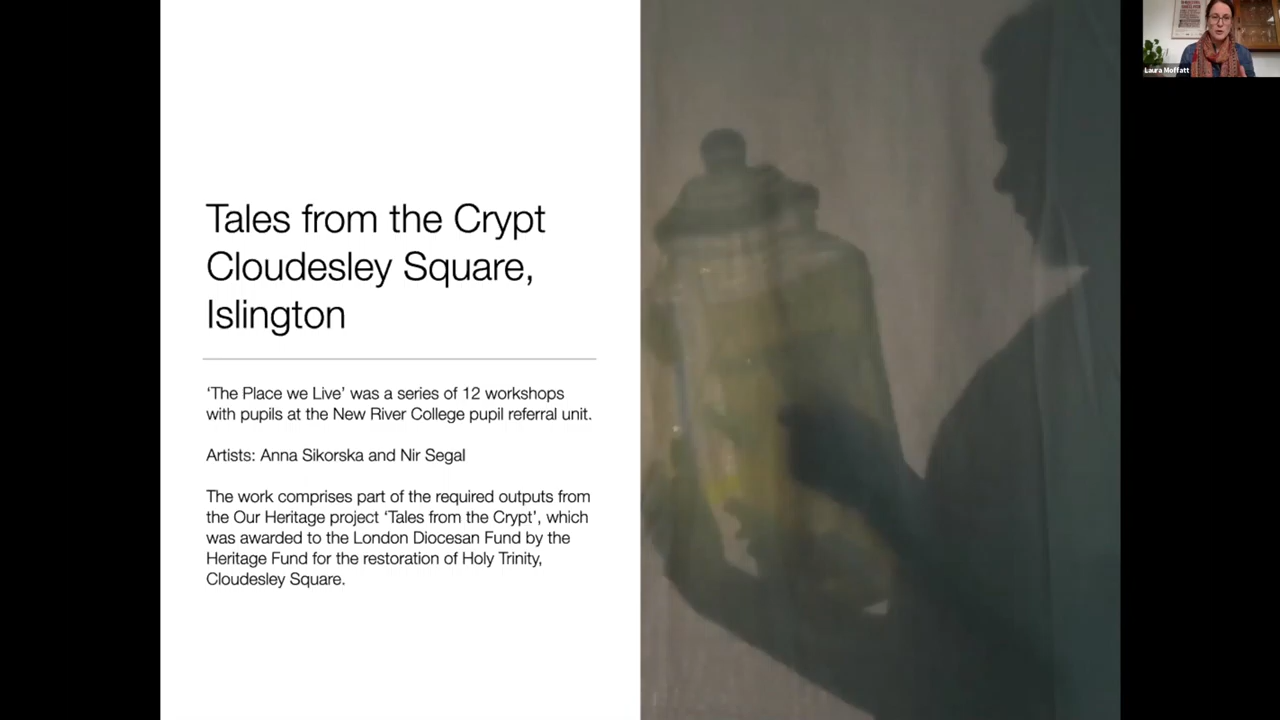 Tales from the Crypt
Cloudesley Square,
Islington
‘The Place we Live’ was a series of 12 workshops
with pupils at the New River College pupil referral unit.
Artists: Anna Sikorska and Nir Segal
The work comprises part of the required outputs from
the Our Heritage project ‘Tales from the Crypt’, which
was awarded to the London Diocesan Fund by the
Heritage Fund for the restoration of Holy Trinity,
Cloudesley Square.
Laura Moffatt